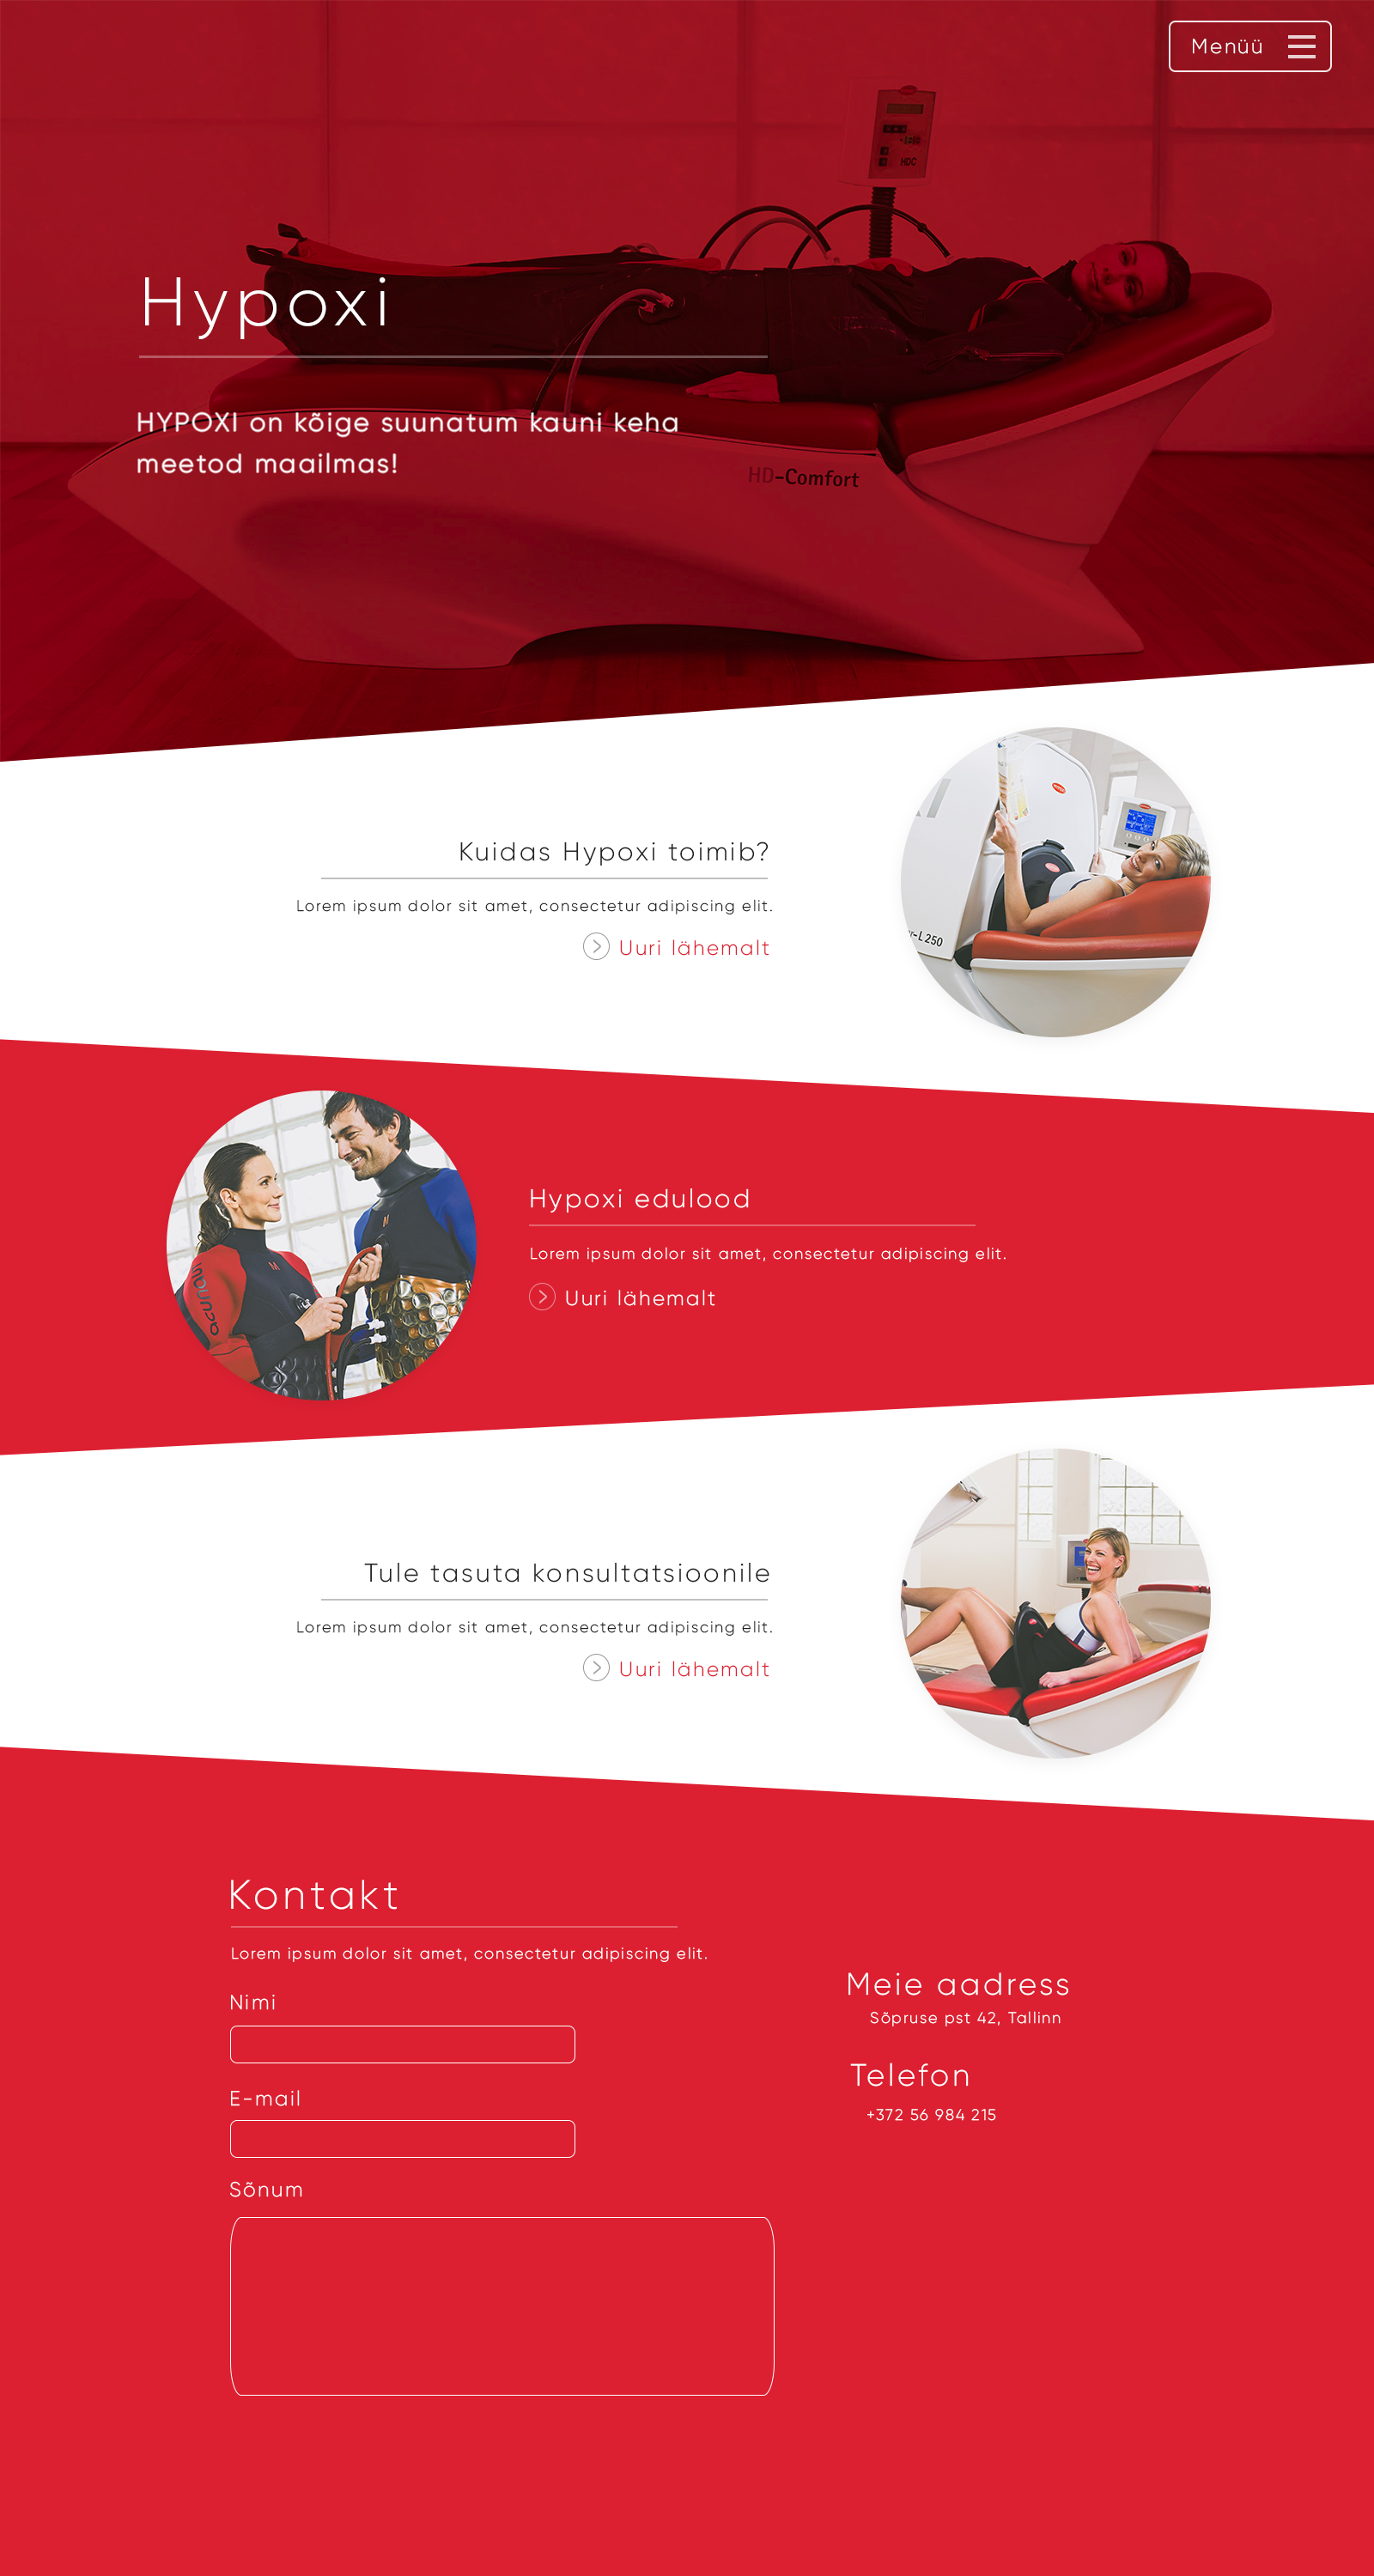 Menüü
HDC
Hypoxi
HYPOXI on kõige suunatum kauni keha
meetod maailmas!
HD-Comfort
Kuidas Hypoxi toimib?
Lorem ipsum dolor sit amet, consectetur adipiscing elit.
Uuri lähemalt
r-L250
Hypoxi edulood
Lorem ipsum dolor sit amet, consectetur adipiscing elit.
Uuri lähemalt
Tule tasuta konsultatsioonile
Lorem ipsum dolor sit amet, consectetur adipiscing elit.
Uuri lähemalt
Kontakt
Lorem ipsum dolor sit amet, consectetur adipiscing elit.
Nimi
E-mail
Sõnum
Meie aadress
Sõpruse pst 42, Tallinn
Telefon
+372 56 984 215